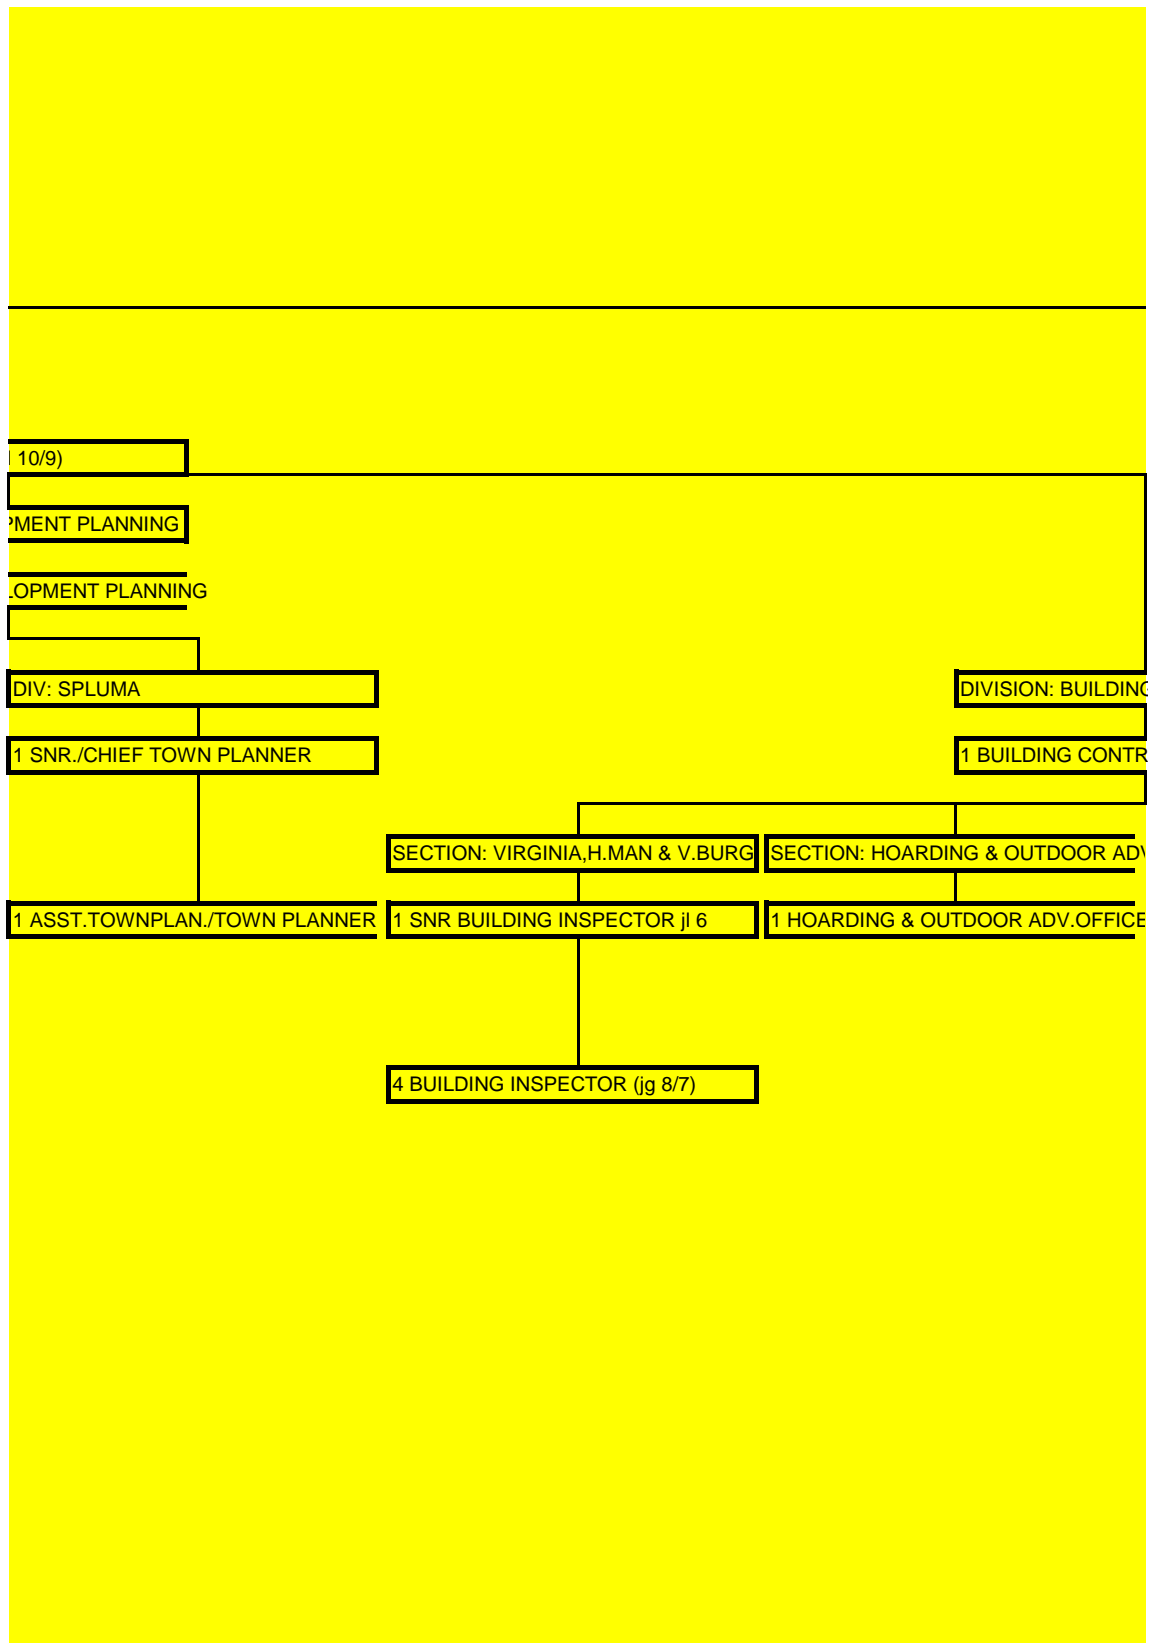 10/9)
PMENT PLANNING
LOPMENT PLANNING
DIV: SPLUMA
DIVISION: BUILDING
1 SNR./CHIEF TOWN PLANNER
1 BUILDING CONTR
SECTION: VIRGINIA,H.MAN & V.BURG
SECTION: HOARDING & OUTDOOR ADV
1 ASST.TOWNPLAN./TOWN PLANNER
1 SNR BUILDING INSPECTOR jl 6
1 HOARDING & OUTDOOR ADV.OFFICE
4 BUILDING INSPECTOR (jg 8/7)